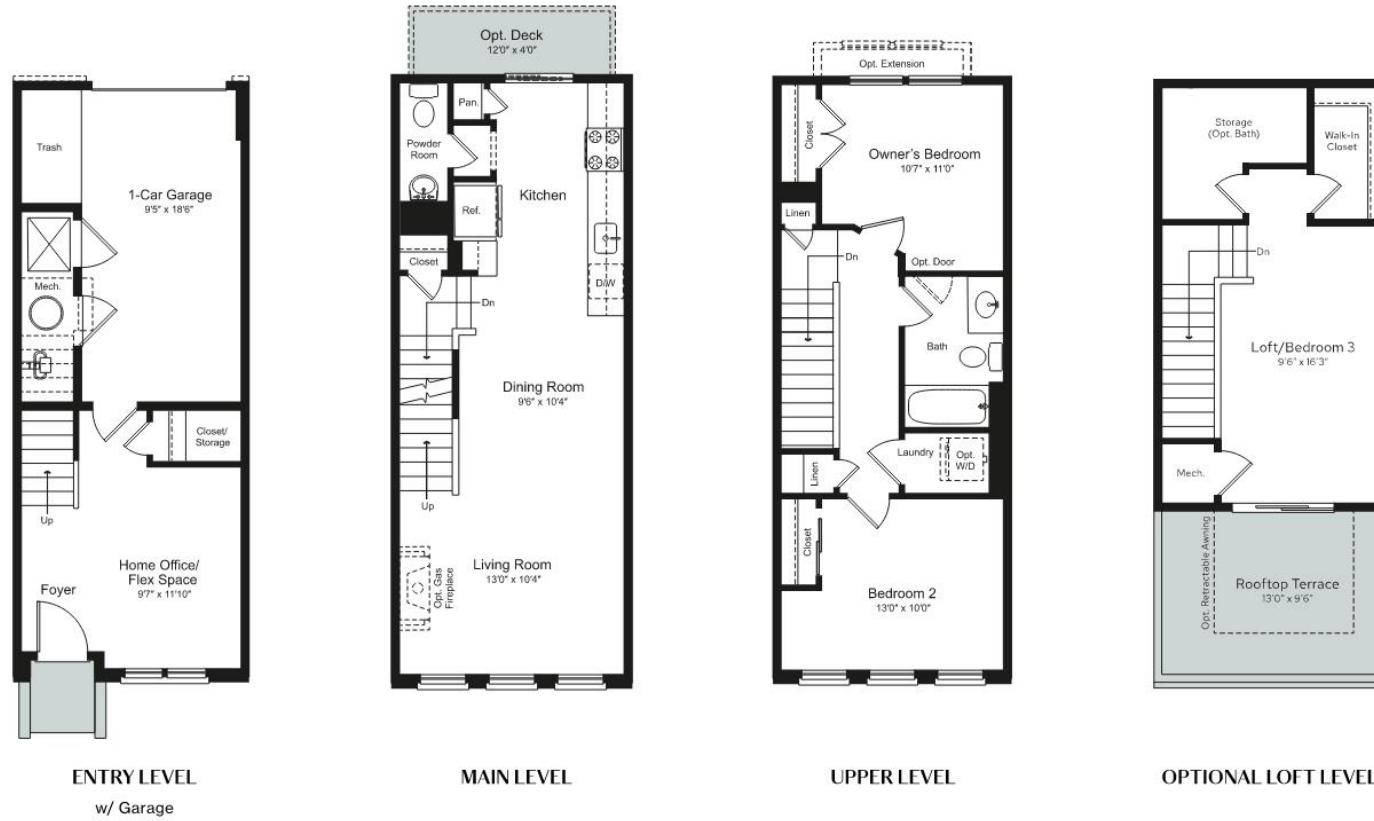 Trash
1-Car Garage
9'5" x 18'6"
Mech.
Closet/
Storage
Up
Home Office/
Flex Space
9'7" x 11'10"
Foyer
ENTRY LEVEL
w/ Garage
Opt. Deck
12'0" x 4'0"
Pan.
Powder
Room
Kitchen
Ref.
Closet
D/W
Dn
Dining Room
9'6" x 10'4"
Up
Living Room
13'0" x 10'4"
Opt. Gas
Fireplace
MAIN LEVEL
Opt. Extension
Closet
Owner's Bedroom
10'7" x 11'0"
Linen
Dn
Opt. Door
Bath
Laundry
Opt.
W/D
Linen
Closet
Bedroom 2
13'0" x 10'0"
UPPER LEVEL
Storage
(Opt. Bath)
Walk-In
Closet
Dn
Loft/Bedroom 3
9'6" x 16'3"
Mech.
Opt. Retractable Awning
Rooftop Terrace
13'0" x 9'6"
OPTIONAL LOFT LEVEL